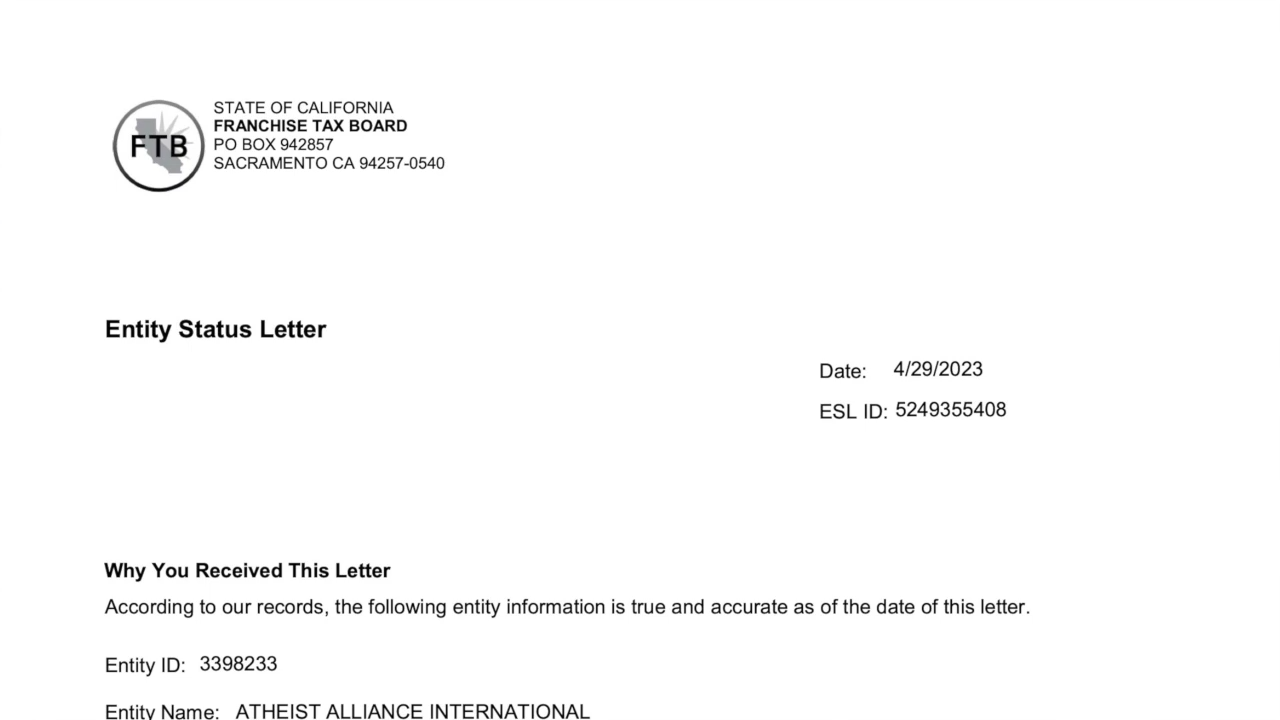 FTB
STATE OF CALIFORNIA
FRANCHISE TAX BOARD
PO BOX 942857
SACRAMENTO CA 94257-0540
Entity Status Letter
Date: 4/29/2023
ESL ID: 5249355408
Why You Received This Letter
According to our records, the following entity information is true and accurate as of the date of this letter.
Entity ID: 3398233
Entity Name: ATHEIST ALLIANCE INTERNATIONAL